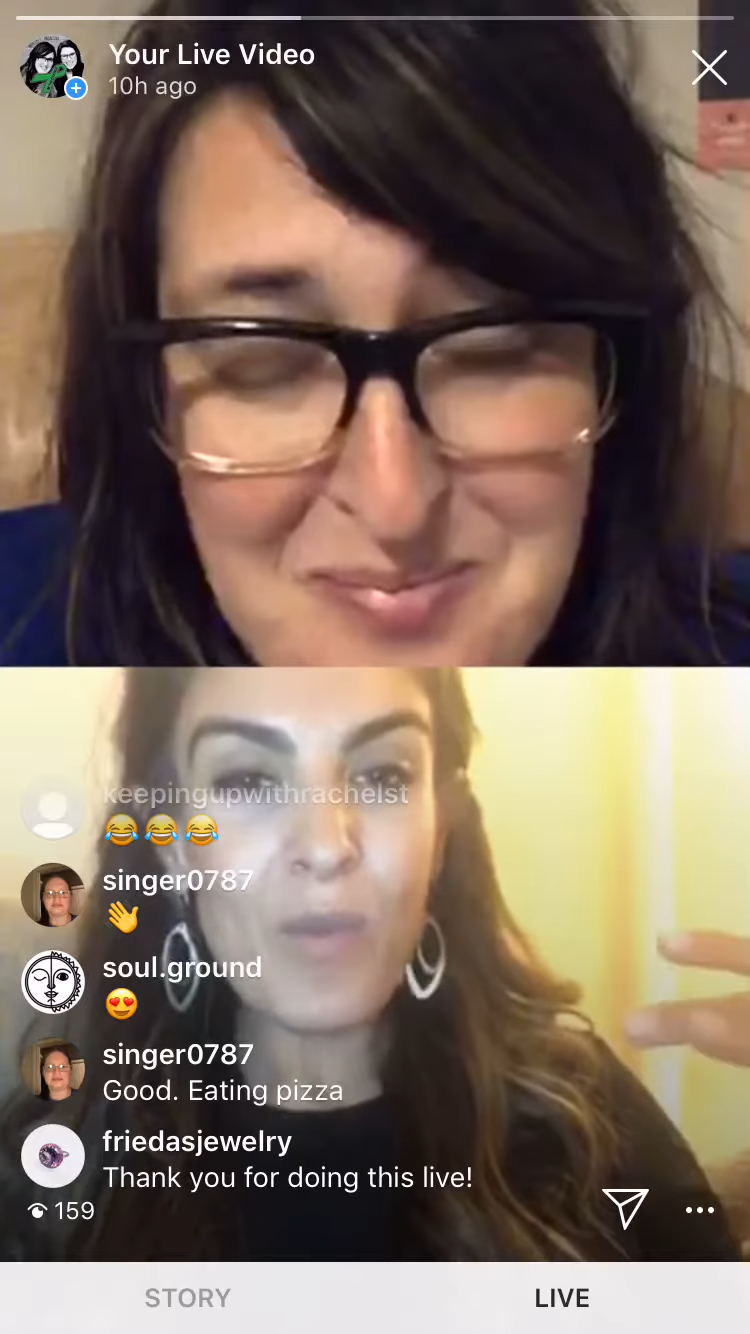 Your Live Video
10h ago
keepingupwithrachelst
😂😂😂
singer0787
👋
soul.ground
😍
singer0787
Good. Eating pizza
friedasjewelry
Thank you for doing this live!
159
STORY
LIVE